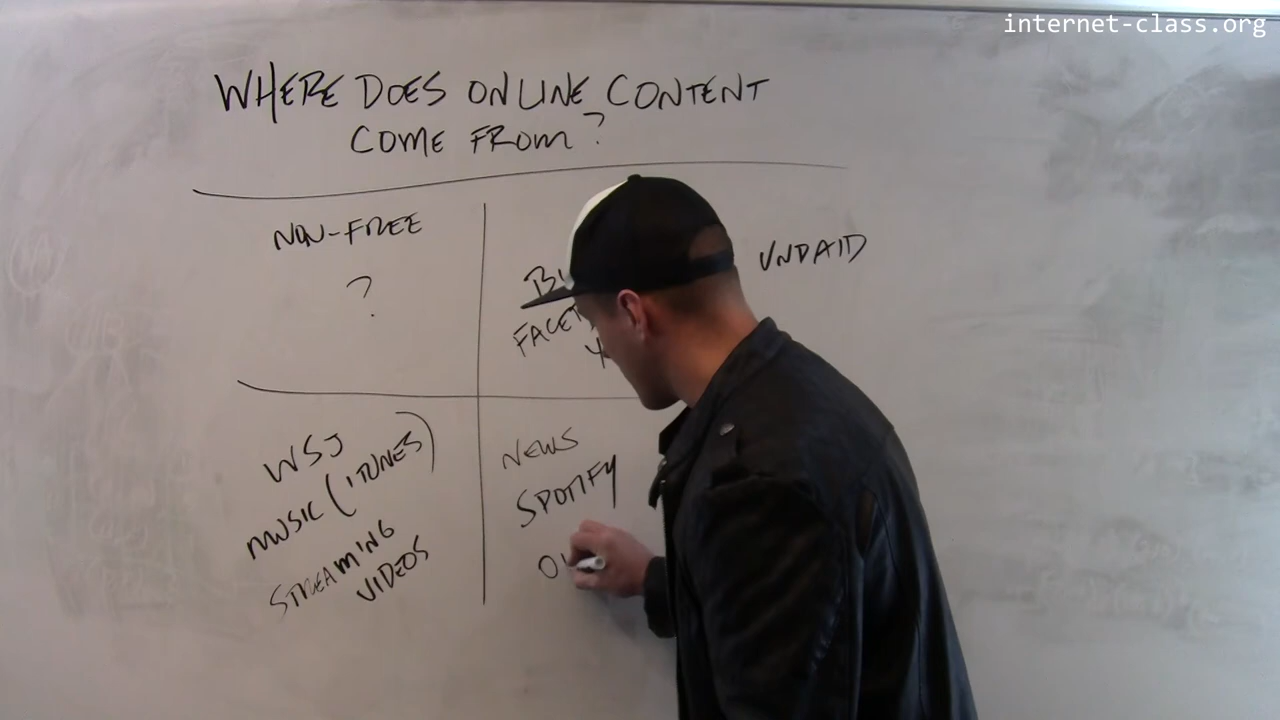 internet-class.org
WHERE DOES ONLINE CONTENT
COME FROM?
NON-FREE
UNPAID
?
WSJ
MUSIC (ITUNES)
STREAMING
VIDEOS
NEWS
SPOTIFY